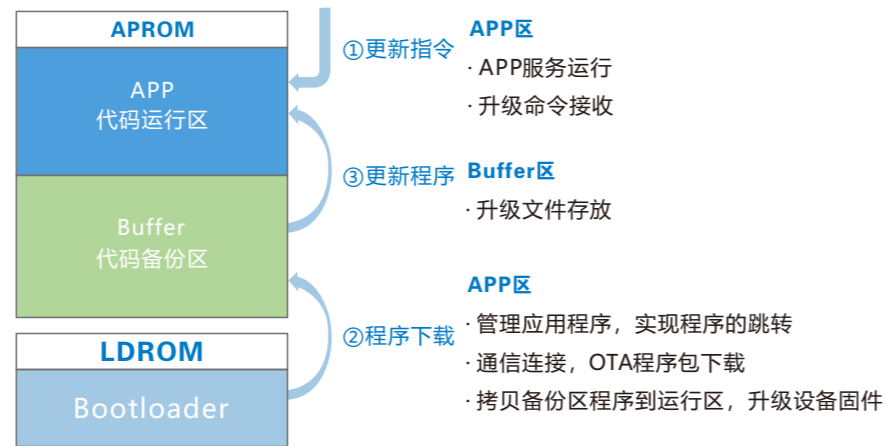 APROM
APP
代码运行区
Buffer
代码备份区
LDROM
Bootloader
①更新指令
③更新程序
②程序下载
APP区
· APP服务运行
· 升级命令接收
Buffer区
· 升级文件存放
APP区
· 管理应用程序，实现程序的跳转
· 通信连接，OTA程序包下载
· 拷贝备份区程序到运行区，升级设备固件